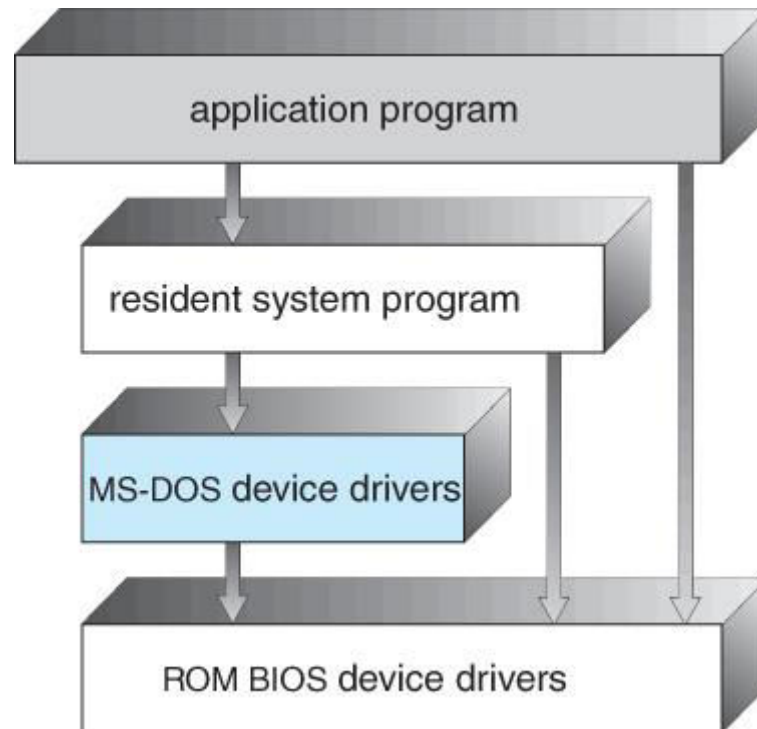 application program
resident system program
MS-DOS device drivers
ROM BIOS device drivers